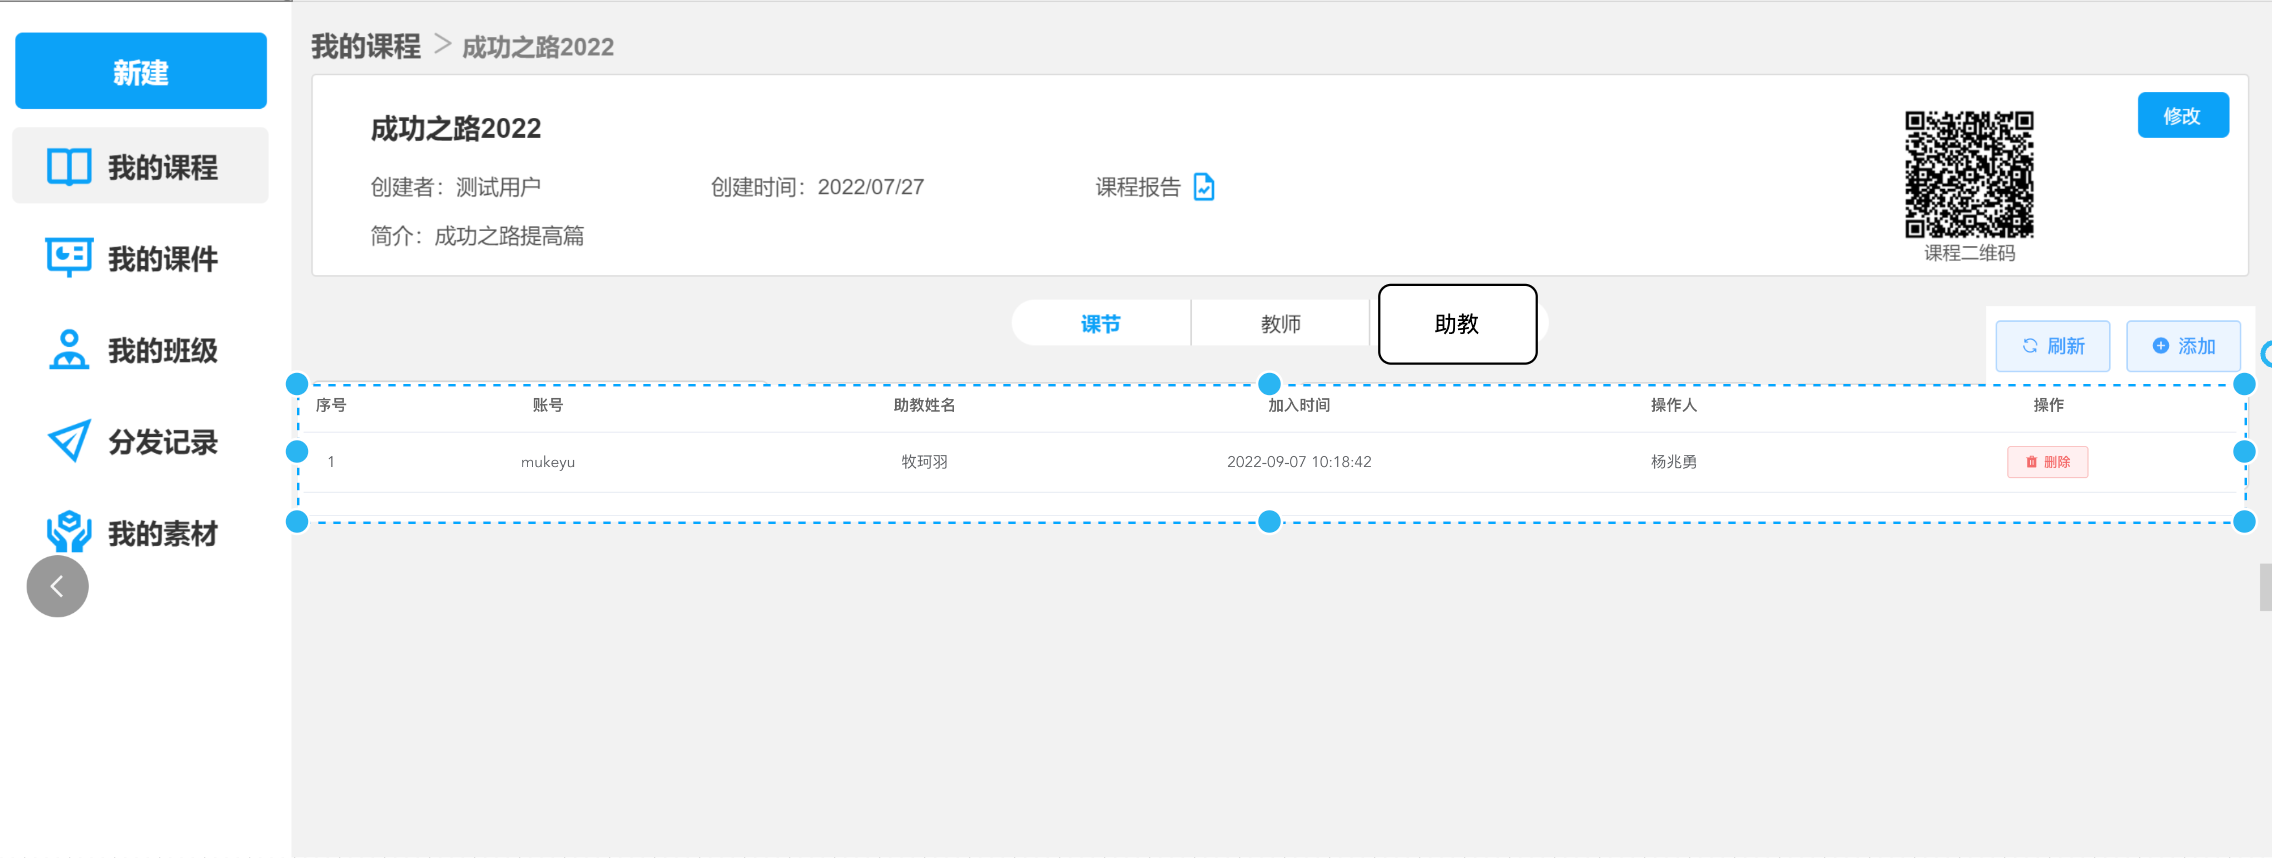 新建
我的课程
我的课件
我的班级
分发记录
我的素材
我的课程 > 成功之路2022
成功之路2022
修改
创建者：测试用户 创建时间：2022/07/27 课程报告
简介：成功之路提高篇
课程二维码
课节 教师 助教
刷新 添加
序号 账号 助教姓名 加入时间 操作人 操作
1 mukeyu 牧珂羽 2022-09-07 10:18:42 杨兆勇 删除